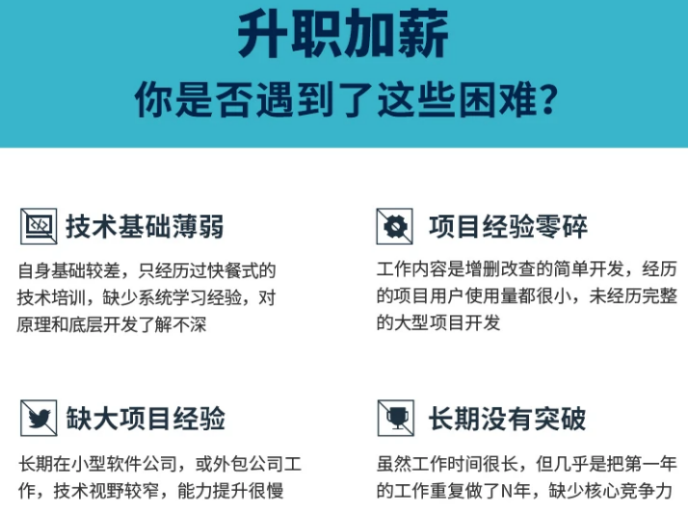 升职加薪
你是否遇到了这些困难？
技术基础薄弱
自身基础较差，只经历过快餐式的
技术培训，缺少系统学习经验，对
原理和底层开发了解不深
项目经验零碎
工作内容是增删改查的简单开发，经历
的项目用户使用量都很小，未经历完整
的大型项目开发
缺大项目经验
长期在小型软件公司，或外包公司工
作，技术视野较窄，能力提升很慢
长期没有突破
虽然工作时间很长，但几乎是把第一年
的工作重复做了N年，缺少核心竞争力